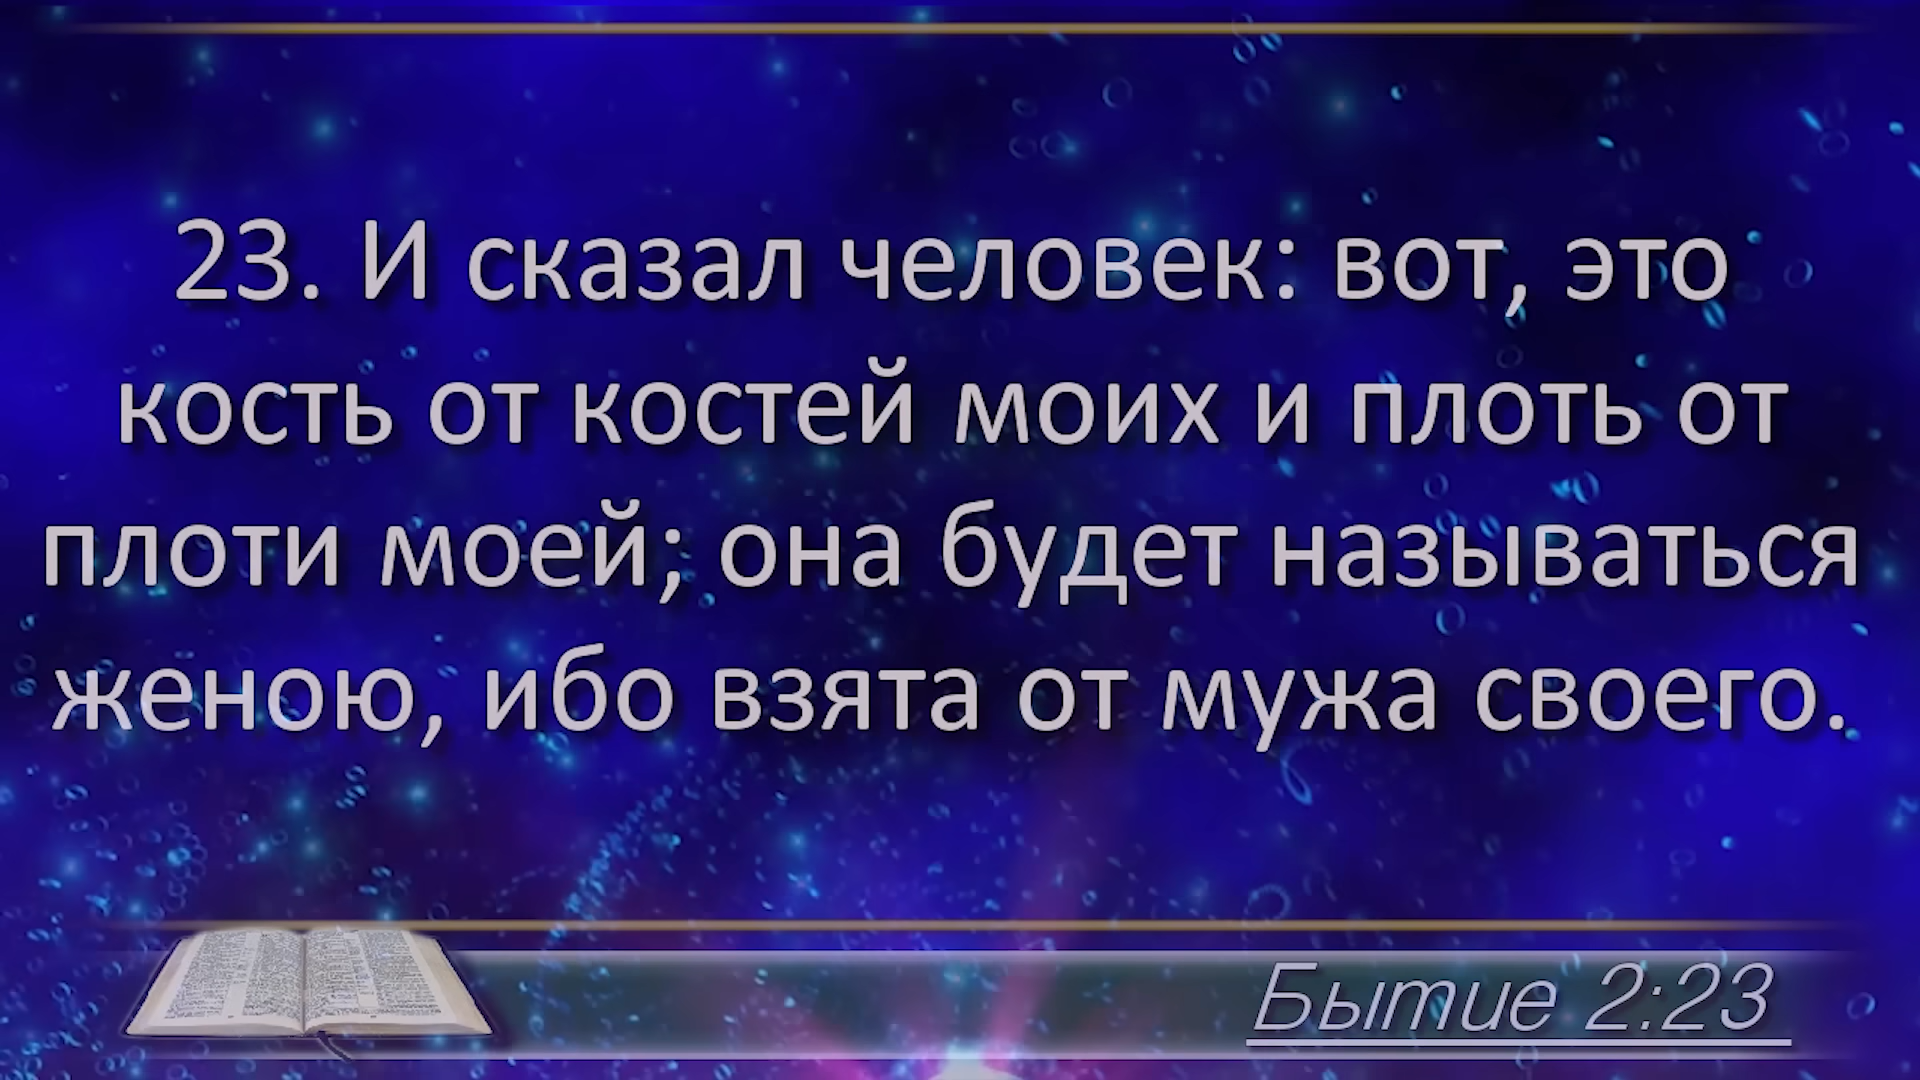 23. И сказал человек: вот, это
кость от костей моих и плоть от
плоти моей; она будет называться
женою, ибо взята от мужа своего.
Бытие 2:23